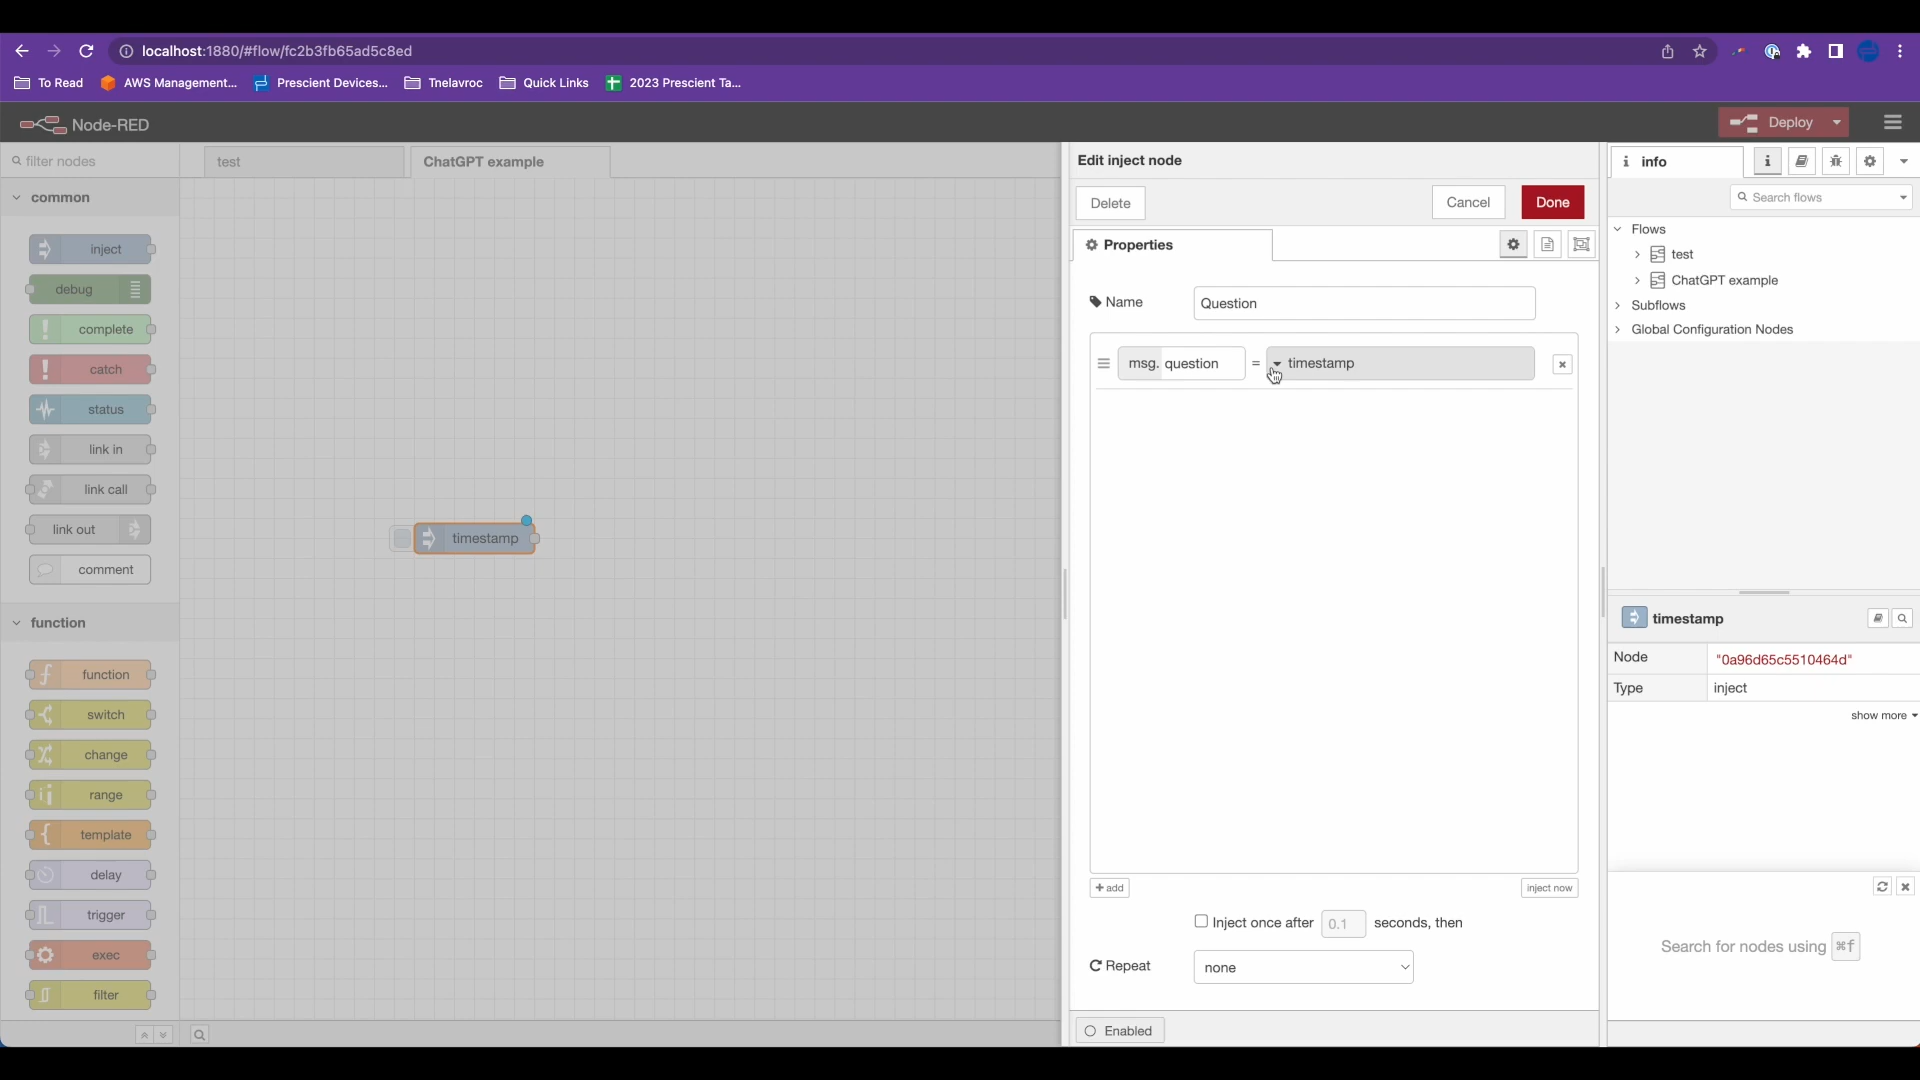 localhost:1880/#flow/fc2b3fb65ad5c8ed
To Read AWS Management... Prescient Devices... Tnelavroc Quick Links 2023 Prescient Ta...
Node-RED Deploy
filter nodes
test
ChatGPT example
common
inject
debug
complete
catch
status
link in
link call
link out
comment
function
function
switch
change
range
template
delay
trigger
exec
filter
timestamp
Edit inject node
Delete Cancel Done
Properties
Name Question
msg. question = timestamp
add inject now
Inject once after 0.1 seconds, then
Repeat none
Enabled
i info i
Search flows
Flows
test
ChatGPT example
Subflows
Global Configuration Nodes
timestamp
Node "0a96d65c5510464d"
Type inject
show more
Search for nodes using ⌘f